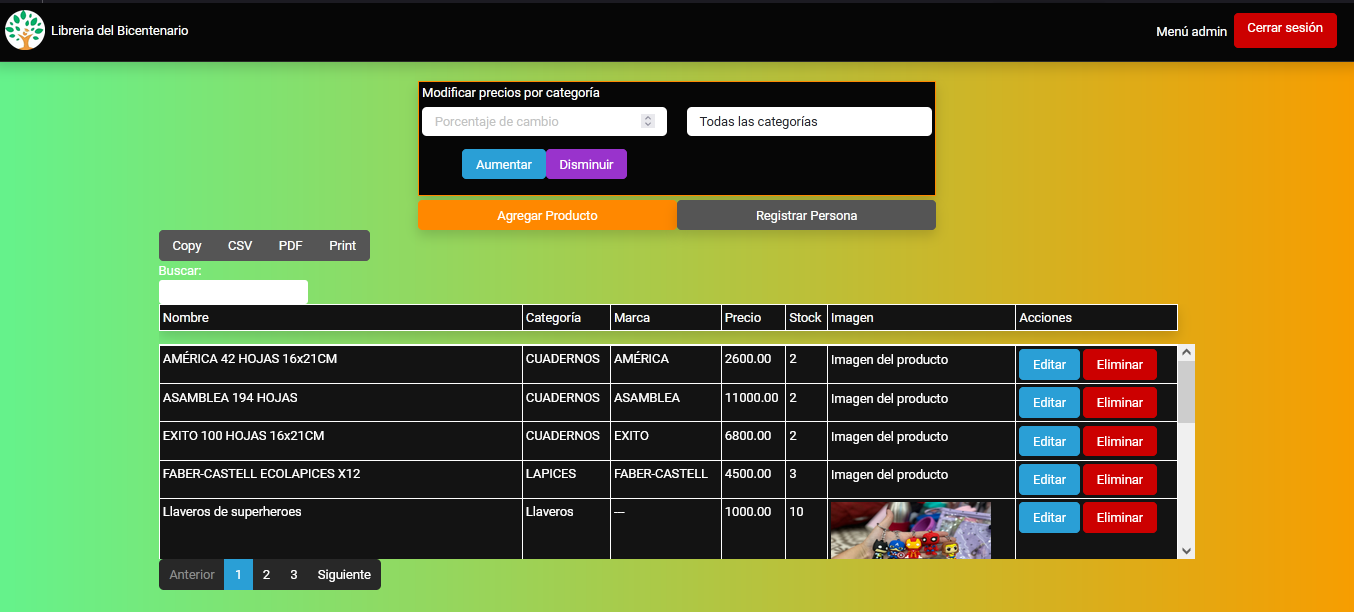 Libreria del Bicentenario
Menú admin Cerrar sesión
Modificar precios por categoría
Porcentaje de cambio Todas las categorías
Aumentar Disminuir
Agregar Producto Registrar Persona
Copy CSV PDF Print
Buscar:
Nombre Categoría Marca Precio Stock Imagen Acciones
AMÉRICA 42 HOJAS 16x21CM CUADERNOS AMÉRICA 2600.00 2 Imagen del producto Editar Eliminar
ASAMBLEA 194 HOJAS CUADERNOS ASAMBLEA 11000.00 2 Imagen del producto Editar Eliminar
EXITO 100 HOJAS 16x21CM CUADERNOS EXITO 6800.00 2 Imagen del producto Editar Eliminar
FABER-CASTELL ECOLAPICES X12 LAPICES FABER-CASTELL 4500.00 3 Imagen del producto Editar Eliminar
Llaveros de superheroes Llaveros --- 1000.00 10 Editar Eliminar
Anterior 1 2 3 Siguiente